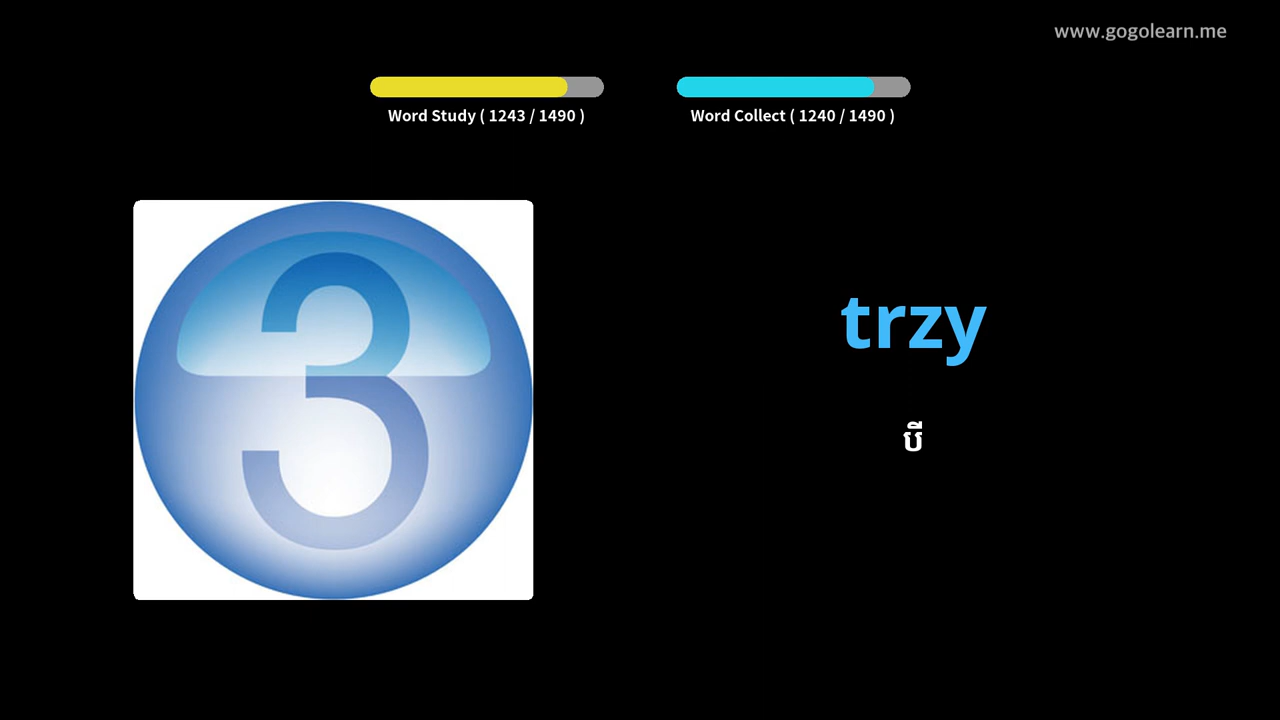 www.gogolearn.me
Word Study ( 1243 / 1490 )
Word Collect ( 1240 / 1490 )
3
trzy
បី